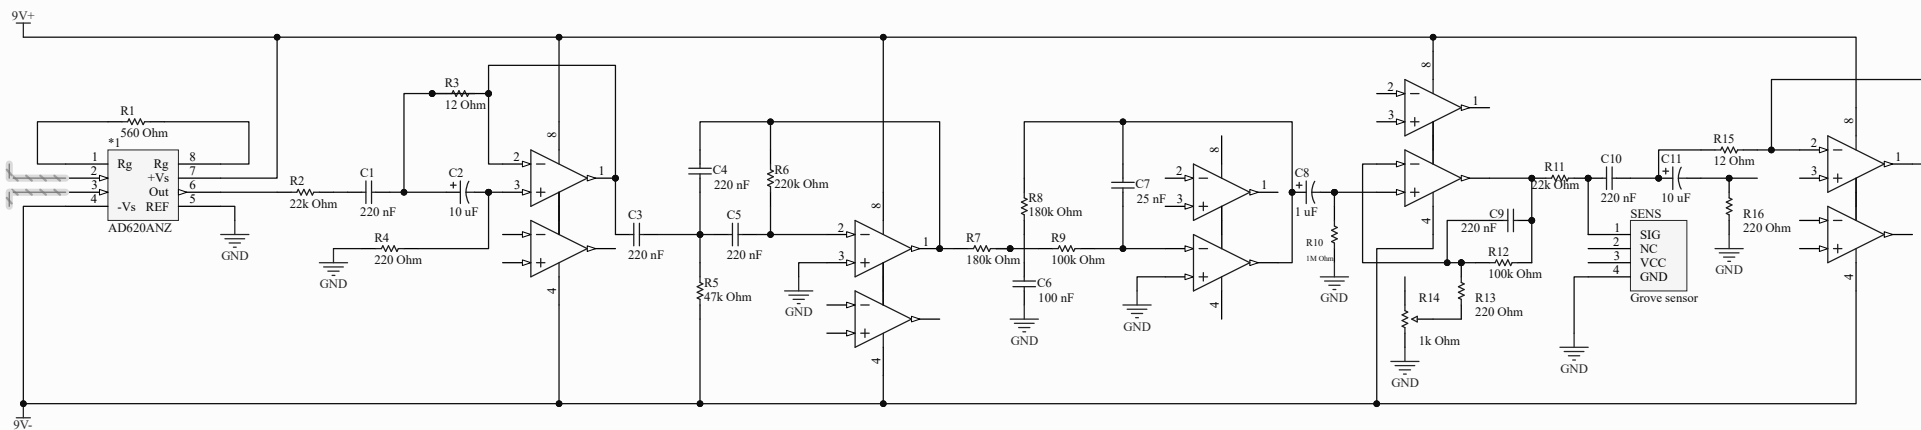 9V+
R1
560 Ohm
*1
1
Rg
Rg
8
2
+Vs
7
3
Out
6
4
-Vs
REF
5
AD620ANZ
GND
R2
22k Ohm
C1
220 nF
R3
12 Ohm
C2
+
10 uF
R4
220 Ohm
GND
8
2
3
1
4
C3
220 nF
C4
220 nF
R6
220k Ohm
C5
220 nF
R5
47k Ohm
8
2
3
1
GND
4
R7
180k Ohm
R8
180k Ohm
R9
100k Ohm
C6
100 nF
GND
C7
25 nF
8
2
3
1
4
GND
C8
+
1 uF
R10
1M Ohm
GND
8
2
3
1
4
C9
220 nF
R11
22k Ohm
R12
100k Ohm
R13
220 Ohm
R14
1k Ohm
GND
C10
220 nF
SENS
1
SIG
2
NC
3
VCC
4
GND
Grove sensor
GND
C11
+
10 uF
R15
12 Ohm
R16
220 Ohm
GND
8
2
3
1
4
9V-